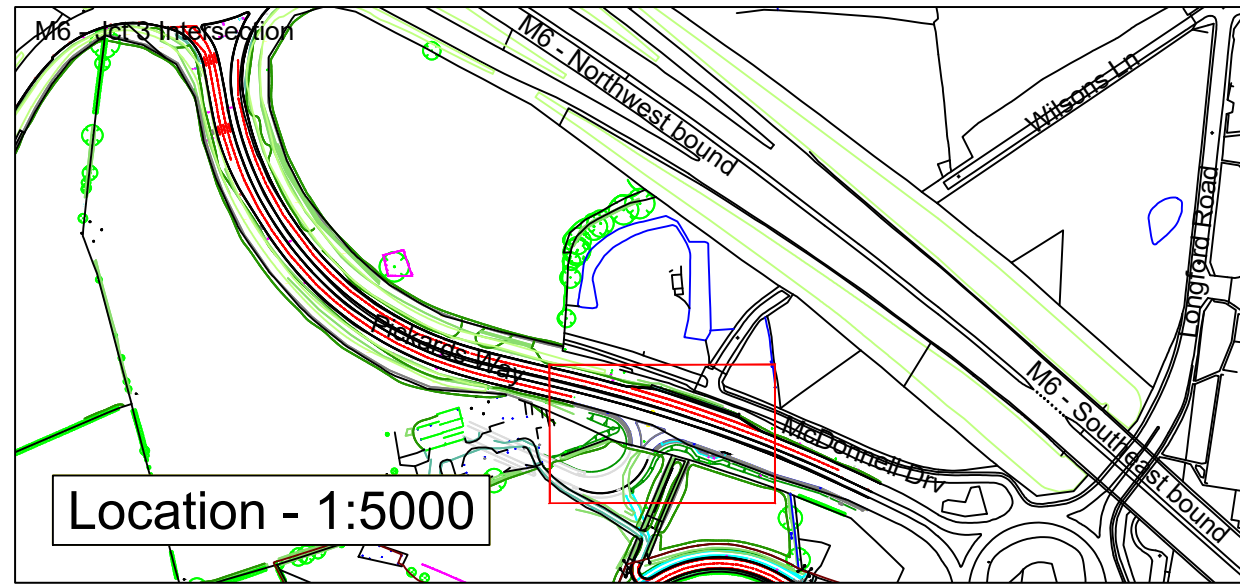 M6 - Jct 3 Intersection
M6 - Northwest bound
Wilsons Ln
Longford Road
Pickards Way
M6 - Southeast bound
McDonnell Drv
Location - 1:5000